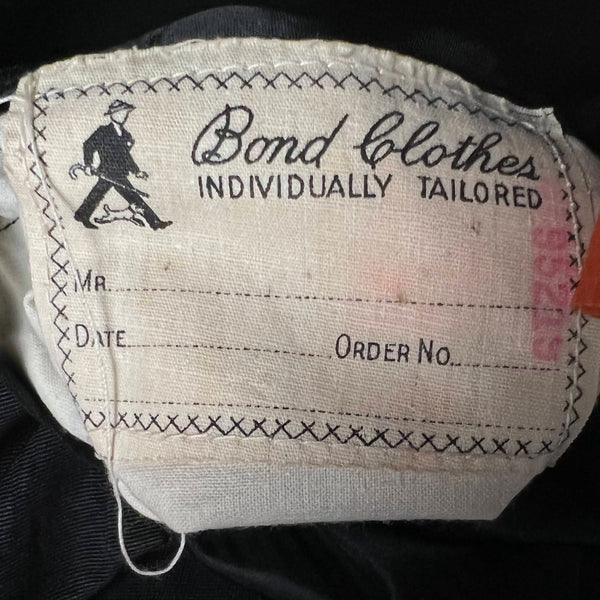 Bond Clothes
INDIVIDUALLY TAILORED
MR
DATE
ORDER NO.